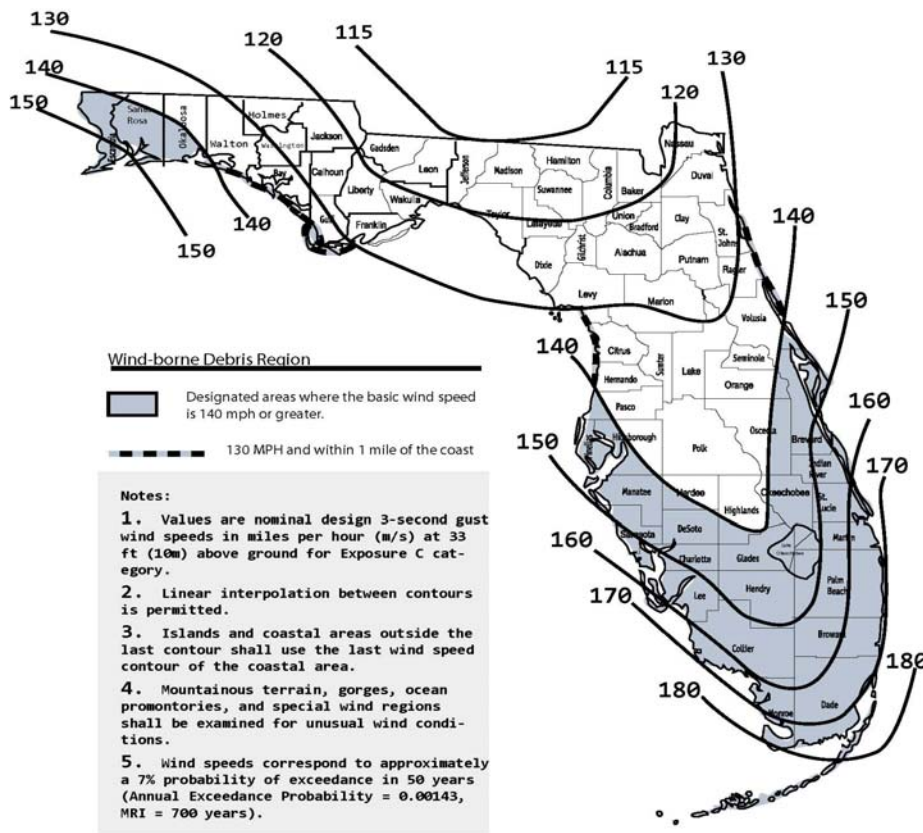 130
120
115
115
120
130
140
150
Santa
Rosa
Escambia
Okaloosa
Walton
Holmes
Washington
Jackson
Bay
Calhoun
Gulf
Liberty
Gadsden
Leon
Wakulla
Franklin
Jefferson
Madison
Taylor
Hamilton
Suwannee
Lafayette
Columbia
Baker
Nassau
Duval
Union
Bradford
Clay
St.
Johns
Dixie
Gilchrist
Alachua
Putnam
Flagler
Levy
Marion
Volusia
140
150
140
150
140
Citrus
Sumter
Hernando
Lake
Seminole
Orange
Pasco
Pinellas
Hillsborough
Polk
Osceola
Brevard
Indian
River
160
150
Manatee
Hardee
Highlands
Okeechobee
St.
Lucie
170
Sarasota
DeSoto
Martin
160
Charlotte
Glades
Lake
Okeechobee
170
Lee
Hendry
Palm
Beach
Collier
Broward
180
180
Monroe
Dade
Wind-borne Debris Region
Designated areas where the basic wind speed
is 140 mph or greater.
130 MPH and within 1 mile of the coast
Notes:
1. Values are nominal design 3-second gust
wind speeds in miles per hour (m/s) at 33
ft (10m) above ground for Exposure C cat-
egory.
2. Linear interpolation between contours
is permitted.
3. Islands and coastal areas outside the
last contour shall use the last wind speed
contour of the coastal area.
4. Mountainous terrain, gorges, ocean
promontories, and special wind regions
shall be examined for unusual wind condi-
tions.
5. Wind speeds correspond to approximately
a 7% probability of exceedance in 50 years
(Annual Exceedance Probability = 0.00143,
MRI = 700 years).